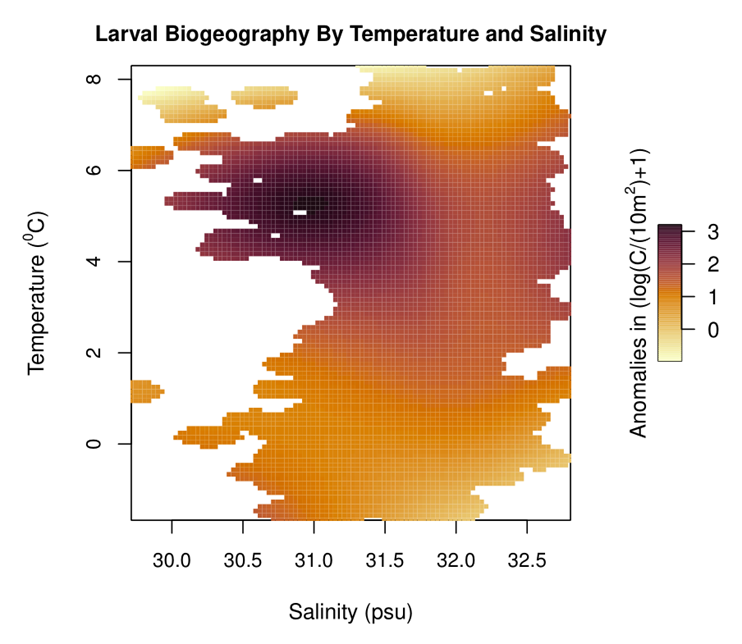 Larval Biogeography By Temperature and Salinity
8
6
4
2
0
Temperature (⁰C)
30.0 30.5 31.0 31.5 32.0 32.5
Salinity (psu)
Anomalies in (log(C/(10m²)+1)
3
2
1
0